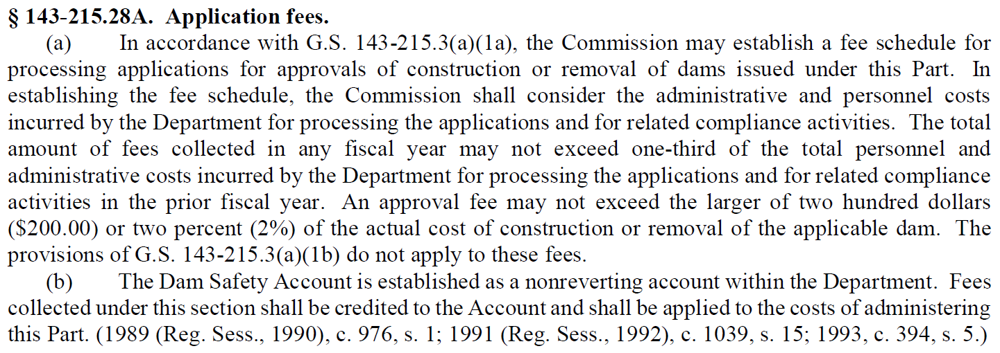 § 143-215.28A. Application fees.
(a) In accordance with G.S. 143-215.3(a)(1a), the Commission may establish a fee schedule for
processing applications for approvals of construction or removal of dams issued under this Part. In
establishing the fee schedule, the Commission shall consider the administrative and personnel costs
incurred by the Department for processing the applications and for related compliance activities. The total
amount of fees collected in any fiscal year may not exceed one-third of the total personnel and
administrative costs incurred by the Department for processing the applications and for related compliance
activities in the prior fiscal year. An approval fee may not exceed the larger of two hundred dollars
($200.00) or two percent (2%) of the actual cost of construction or removal of the applicable dam. The
provisions of G.S. 143-215.3(a)(1b) do not apply to these fees.
(b) The Dam Safety Account is established as a nonreverting account within the Department. Fees
collected under this section shall be credited to the Account and shall be applied to the costs of administering
this Part. (1989 (Reg. Sess., 1990), c. 976, s. 1; 1991 (Reg. Sess., 1992), c. 1039, s. 15; 1993, c. 394, s. 5.)